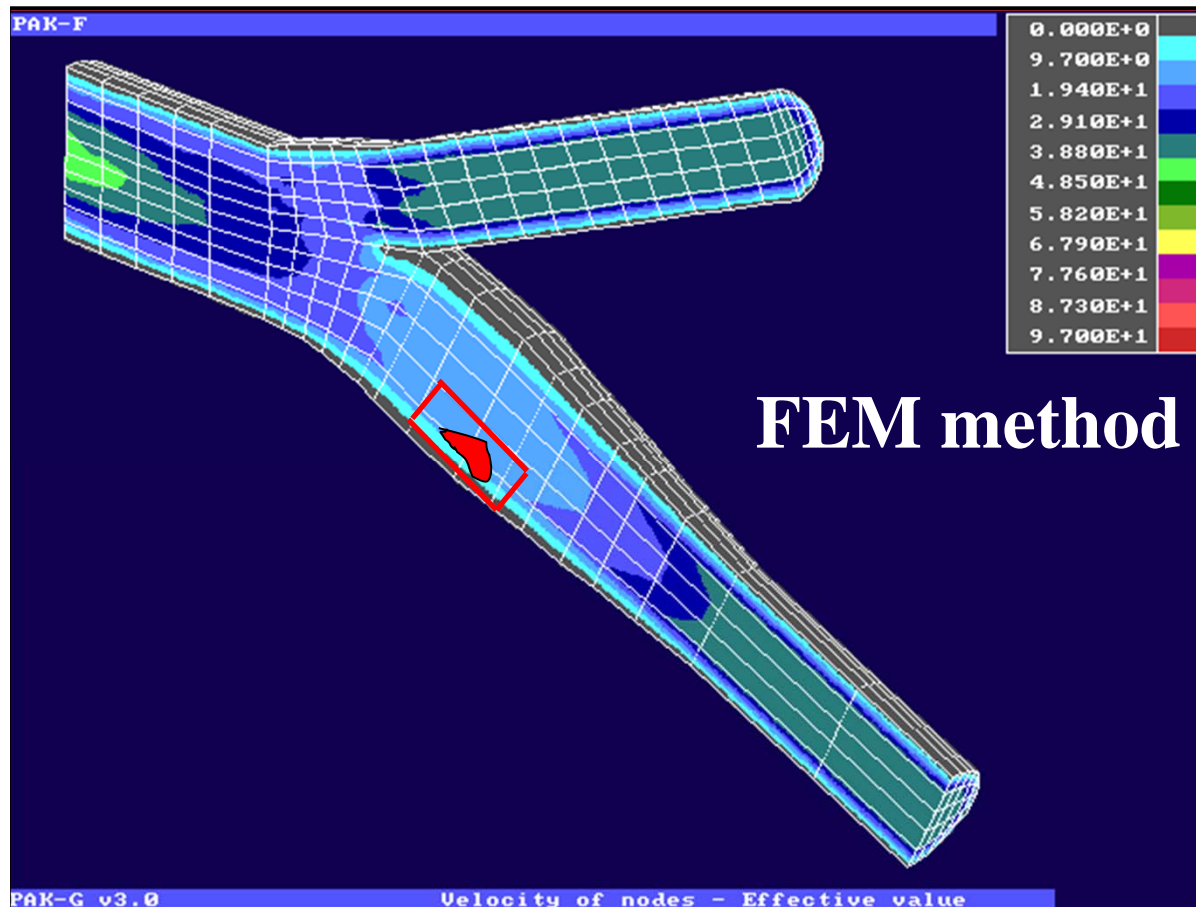 PAK-F
0.000E+0
9.700E+0
1.940E+1
2.910E+1
3.880E+1
4.850E+1
5.820E+1
6.790E+1
7.760E+1
8.730E+1
9.700E+1
FEM method
PAK-G v3.0
Velocity of nodes - Effective value